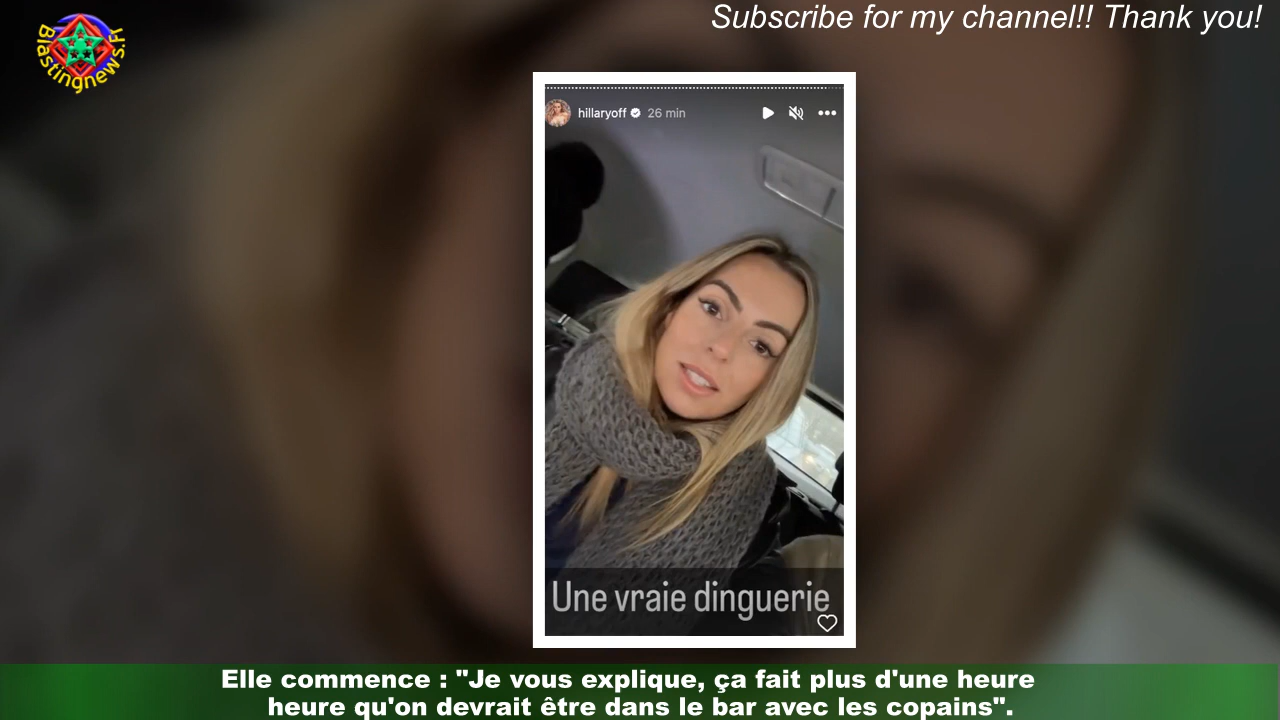 Blastingnews.Fr
Subscribe for my channel!! Thank you!
hillaryoff 26 min
Une vraie dinguerie
Elle commence : "Je vous explique, ça fait plus d'une heure
heure qu'on devrait être dans le bar avec les copains".